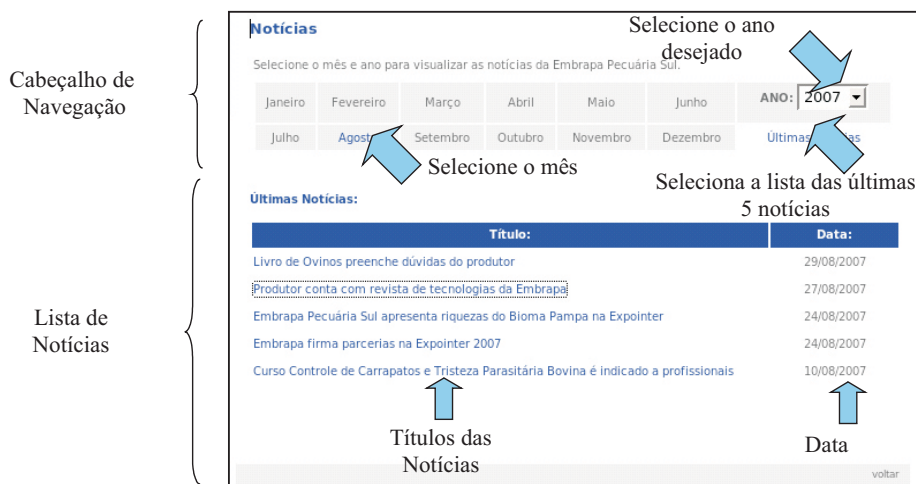 Notícias
Selecione o ano
desejado
Selecione o mês e ano para visualizar as notícias da Embrapa Pecuária Sul.
Cabeçalho de
Navegação
Janeiro Fevereiro Março Abril Maio Junho ANO: 2007
Julho Setembro Outubro Novembro Dezembro
Selecione o mês
Seleciona a lista das últimas
5 notícias
Últimas Notícias:
Título: Data:
Livro de Ovinos preenche dúvidas do produtor 29/08/2007
Produtor conta com revista de tecnologias da Embrapa 27/08/2007
Embrapa Pecuária Sul apresenta riquezas do Bioma Pampa na Expointer 24/08/2007
Lista de
Notícias
Embrapa firma parcerias na Expointer 2007 24/08/2007
Curso Controle de Carrapatos e Tristeza Parasitária Bovina é indicado a profissionais 10/08/2007
Títulos das
Notícias
Data
voltar